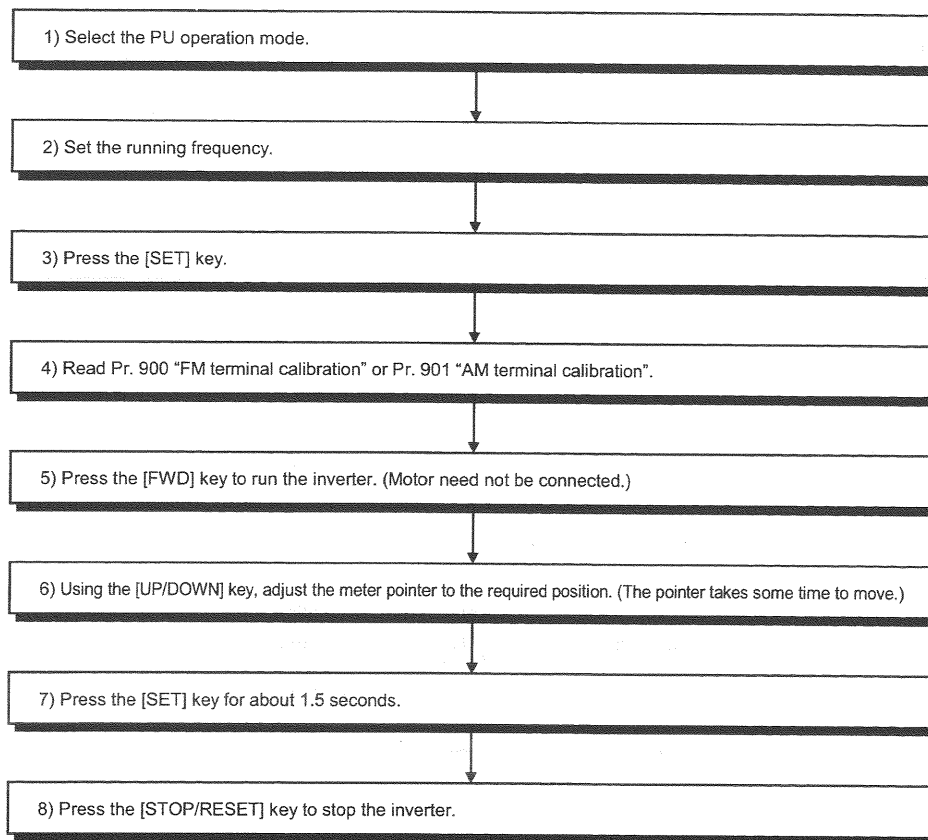 1) Select the PU operation mode.
2) Set the running frequency.
3) Press the [SET] key.
4) Read Pr. 900 “FM terminal calibration” or Pr. 901 “AM terminal calibration”.
5) Press the [FWD] key to run the inverter. (Motor need not be connected.)
6) Using the [UP/DOWN] key, adjust the meter pointer to the required position. (The pointer takes some time to move.)
7) Press the [SET] key for about 1.5 seconds.
8) Press the [STOP/RESET] key to stop the inverter.